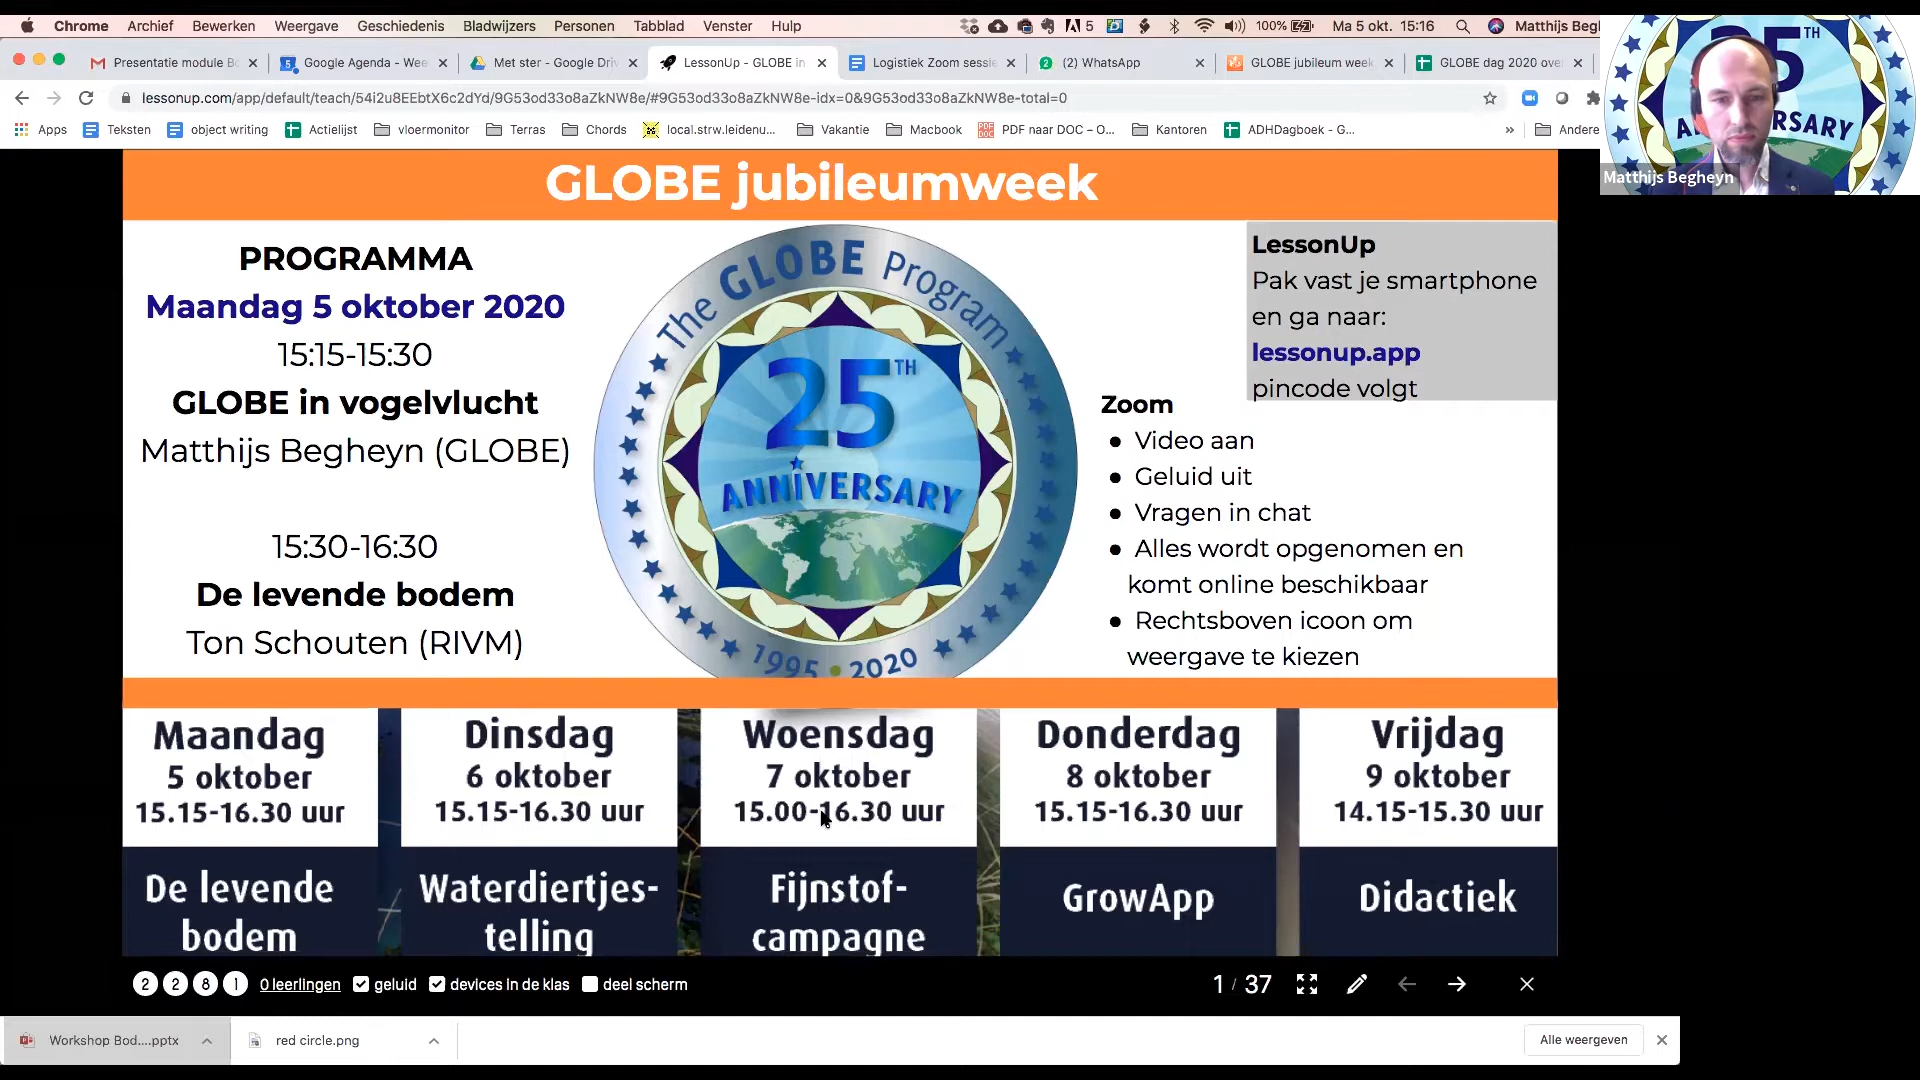 Chrome Archief Bewerken Weergave Geschiedenis Bladwijzers Personen Tabblad Venster Hulp 5 100% Ma 5 okt. 15:16 Matthijs Begh
Presentatie module Bo Google Agenda - Wee Met ster - Google Driv LessonUp - GLOBE in Logistiek Zoom sessie (2) WhatsApp GLOBE jubileum week GLOBE dag 2020 ove
lessonup.com/app/default/teach/54i2u8EEbtX6c2dYd/9G53od33o8aZkNW8e/#9G53od33o8aZkNW8e-idx=0&9G53od33o8aZkNW8e-total=0
Apps Teksten object writing Actielijst vloermonitor Terras Chords local.strw.leidenu... Vakantie Macbook PDF naar DOC – O... Kantoren ADHDagboek - G... » Andere
25TH
ANNIVERSARY
Matthijs Begheyn
GLOBE jubileumweek
PROGRAMMA
Maandag 5 oktober 2020
15:15-15:30
GLOBE in vogelvlucht
Matthijs Begheyn (GLOBE)
15:30-16:30
De levende bodem
Ton Schouten (RIVM)
The GLOBE Program
25TH
ANNIVERSARY
1995 • 2020
LessonUp
Pak vast je smartphone
en ga naar:
lessonup.app
pincode volgt
Zoom
● Video aan
● Geluid uit
● Vragen in chat
● Alles wordt opgenomen en
komt online beschikbaar
● Rechtsboven icoon om
weergave te kiezen
Maandag
5 oktober
15.15-16.30 uur
De levende
bodem
Dinsdag
6 oktober
15.15-16.30 uur
Waterdiertjes-
telling
Woensdag
7 oktober
15.00-16.30 uur
Fijnstof-
campagne
Donderdag
8 oktober
15.15-16.30 uur
GrowApp
Vrijdag
9 oktober
14.15-15.30 uur
Didactiek
2 2 8 1 0 leerlingen geluid devices in de klas deel scherm 1 / 37
Workshop Bod....pptx red circle.png Alle weergeven